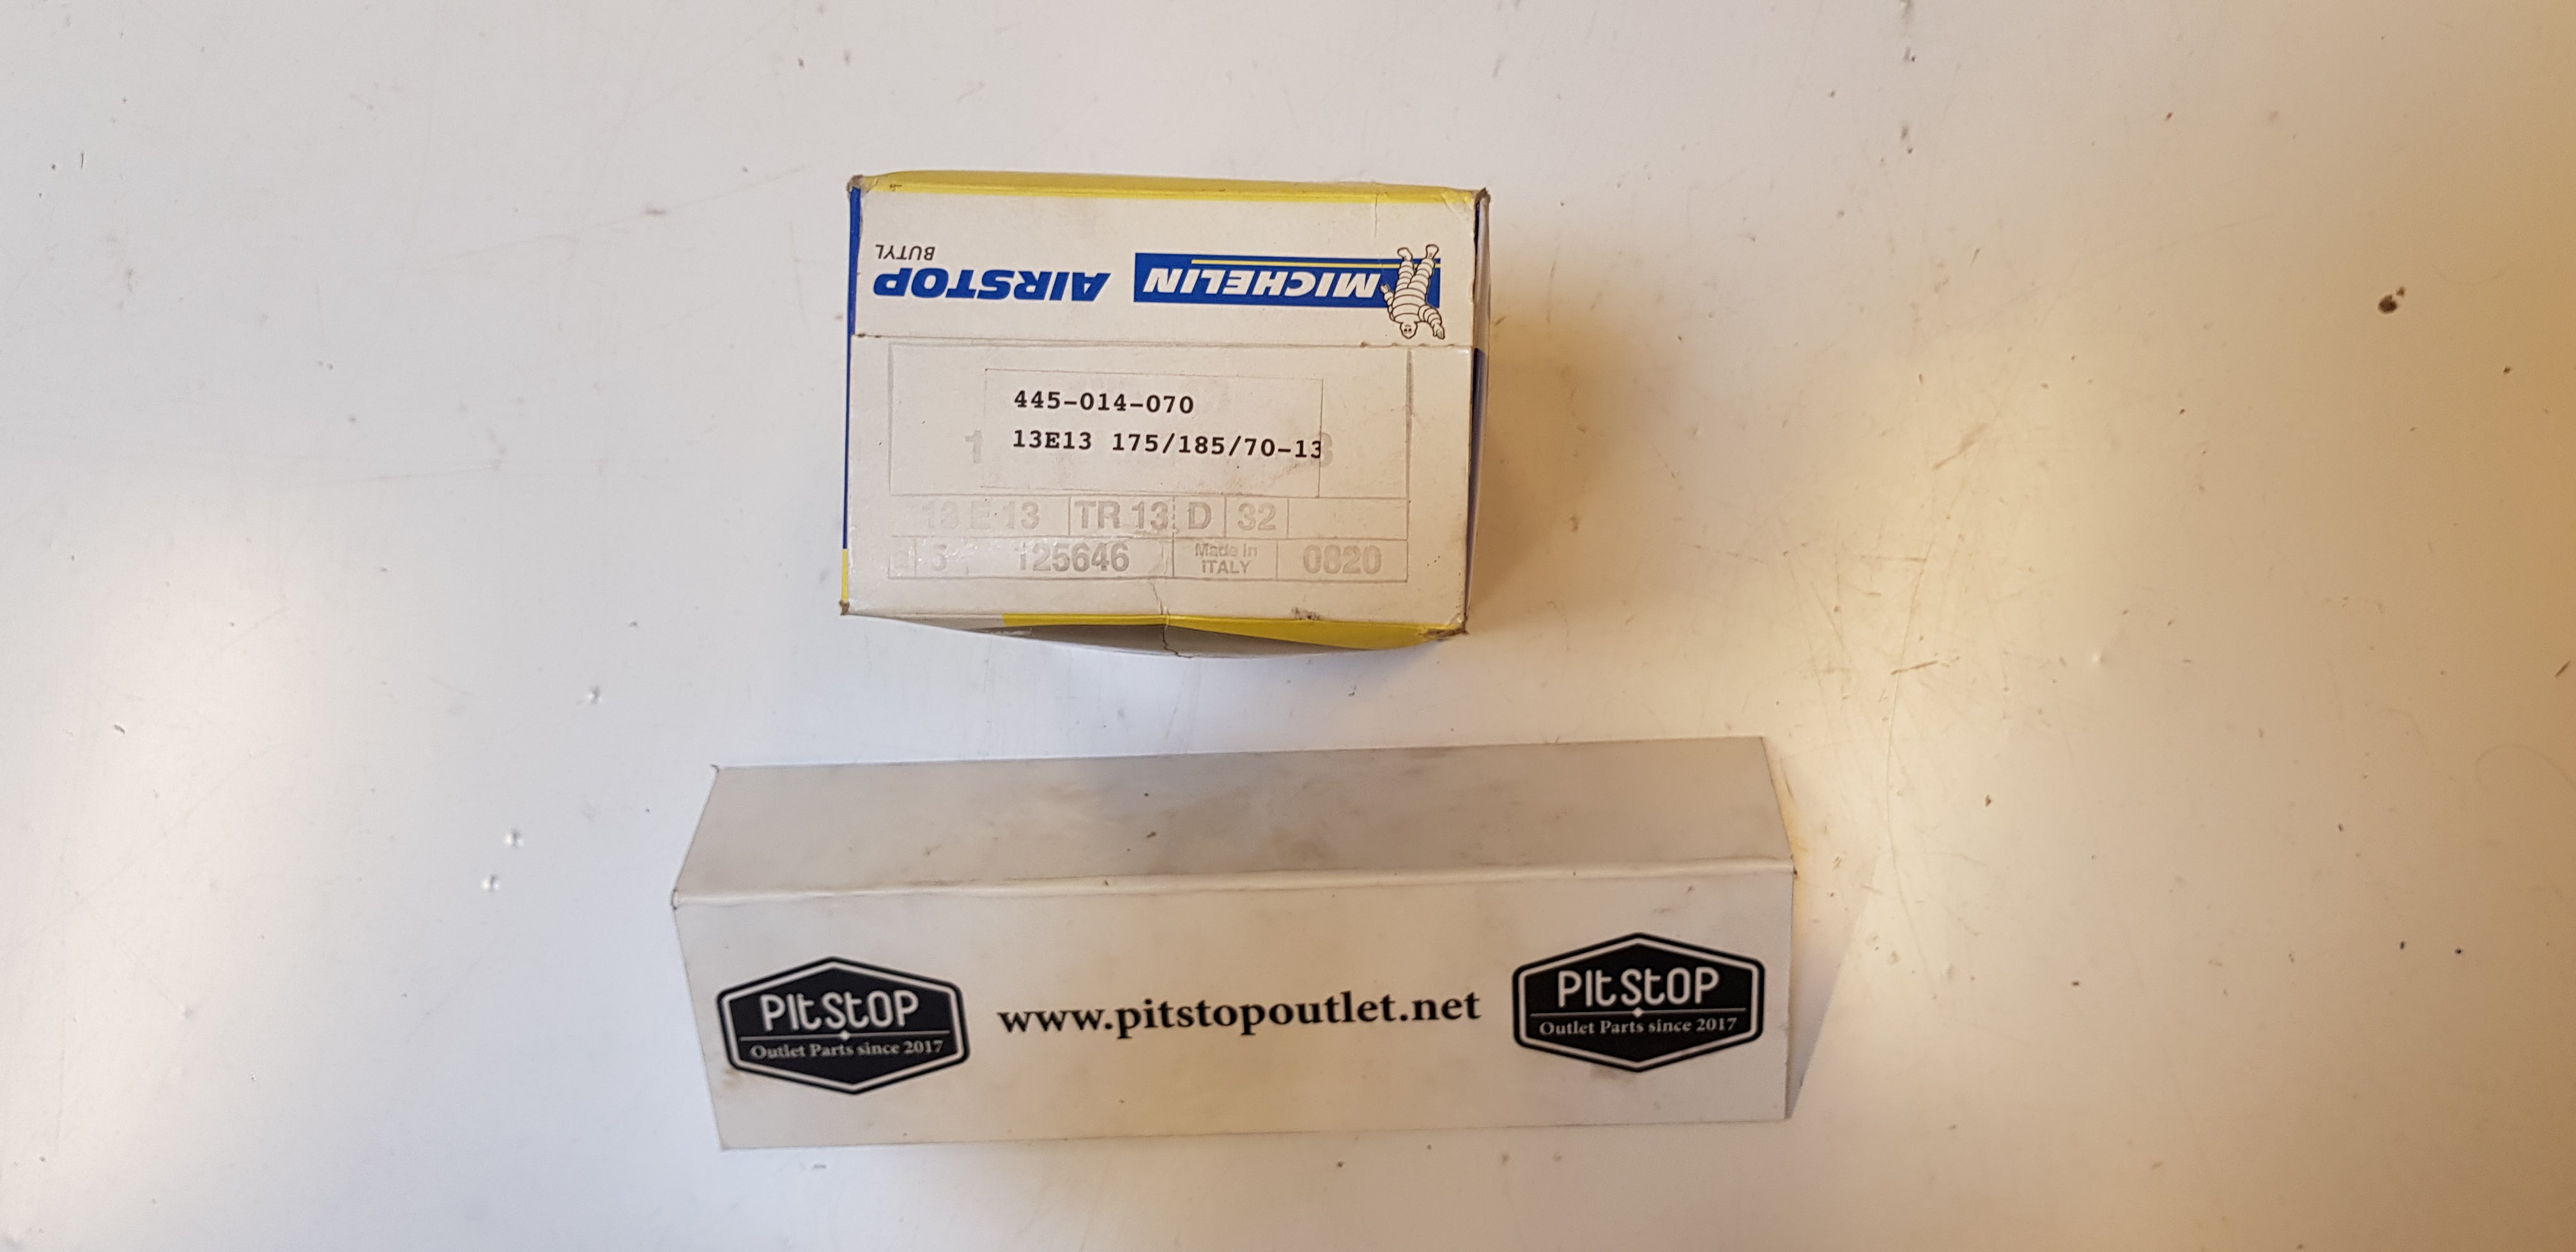 BUTYL
AIRSTOP MICHELIN
445-014-070
13E13 175/185/70-13
13 E 13 TR 13 D 32
5 125646 Made in ITALY 0820
PitStoP
Outlet Parts since 2017
www.pitstopoutlet.net
PitStoP
Outlet Parts since 2017